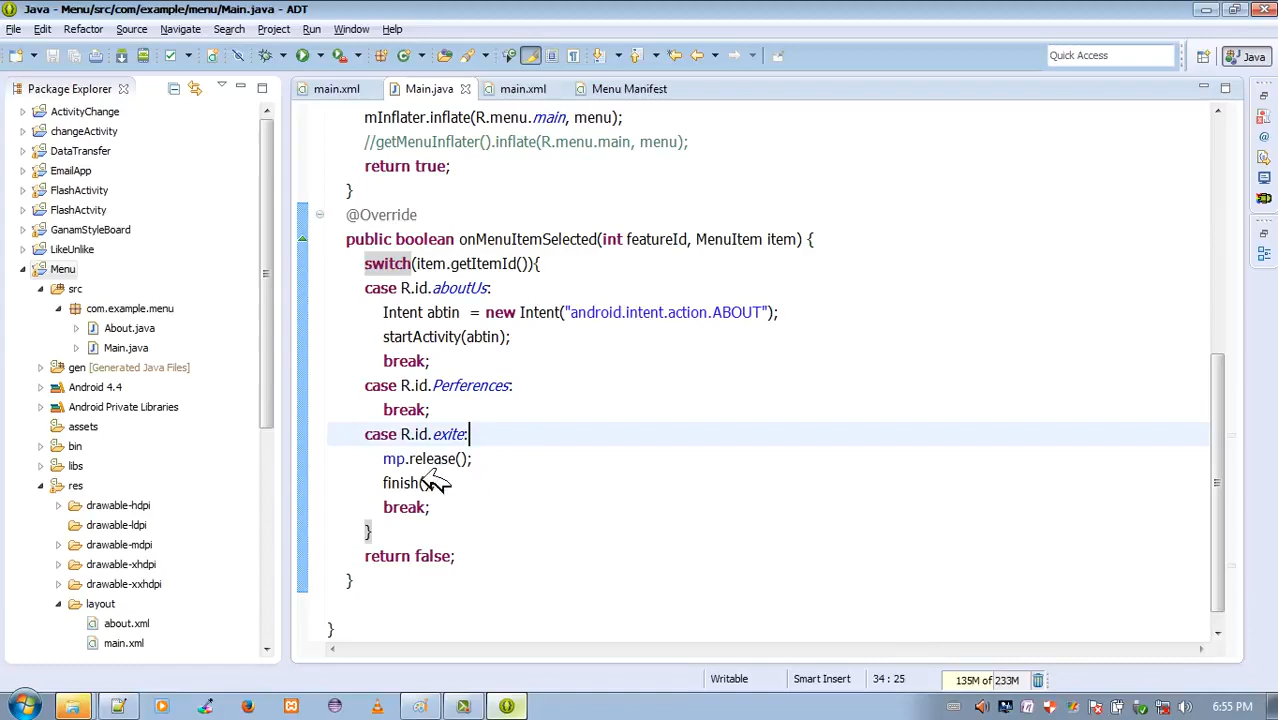 Java - Menu/src/com/example/menu/Main.java - ADT
File Edit Refactor Source Navigate Search Project Run Window Help
Quick Access
Java
Package Explorer
main.xml
Main.java
main.xml
Menu Manifest
ActivityChange
changeActivity
DataTransfer
EmailApp
FlashActivity
FlashActvity
GanamStyleBoard
LikeUnlike
Menu
src
com.example.menu
About.java
Main.java
gen [Generated Java Files]
Android 4.4
Android Private Libraries
assets
bin
libs
res
drawable-hdpi
drawable-ldpi
drawable-mdpi
drawable-xhdpi
drawable-xxhdpi
layout
about.xml
main.xml
mInflater.inflate(R.menu.main, menu);
//getMenuInflater().inflate(R.menu.main, menu);
return true;
}
@Override
public boolean onMenuItemSelected(int featureId, MenuItem item) {
switch(item.getItemId()){
case R.id.aboutUs:
Intent abtin = new Intent("android.intent.action.ABOUT");
startActivity(abtin);
break;
case R.id.Perferences:
break;
case R.id.exite:
mp.release();
finish(
break;
}
return false;
}
}
Writable
Smart Insert
34 : 25
135M of 233M
6:55 PM